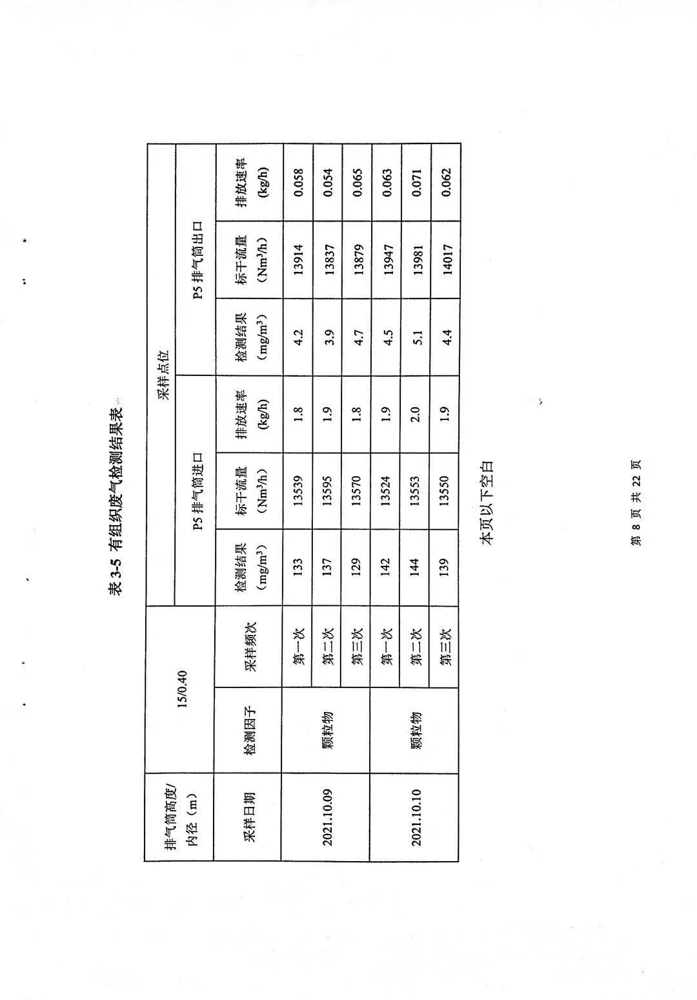 表 3-5 有组织废气检测结果表
排气筒高度/
内径（m）
15/0.40
采样点位
P5 排气筒进口
P5 排气筒出口
采样日期
检测因子
采样频次
检测结果
（mg/m³）
标干流量
（Nm³/h）
排放速率
(kg/h)
检测结果
（mg/m³）
标干流量
（Nm³/h）
排放速率
(kg/h)
2021.10.09
颗粒物
第一次 133 13539 1.8 4.2 13914 0.058
第二次 137 13595 1.9 3.9 13837 0.054
第三次 129 13570 1.8 4.7 13879 0.065
2021.10.10
颗粒物
第一次 142 13524 1.9 4.5 13947 0.063
第二次 144 13553 2.0 5.1 13981 0.071
第三次 139 13550 1.9 4.4 14017 0.062
本页以下空白
第 8 页 共 22 页